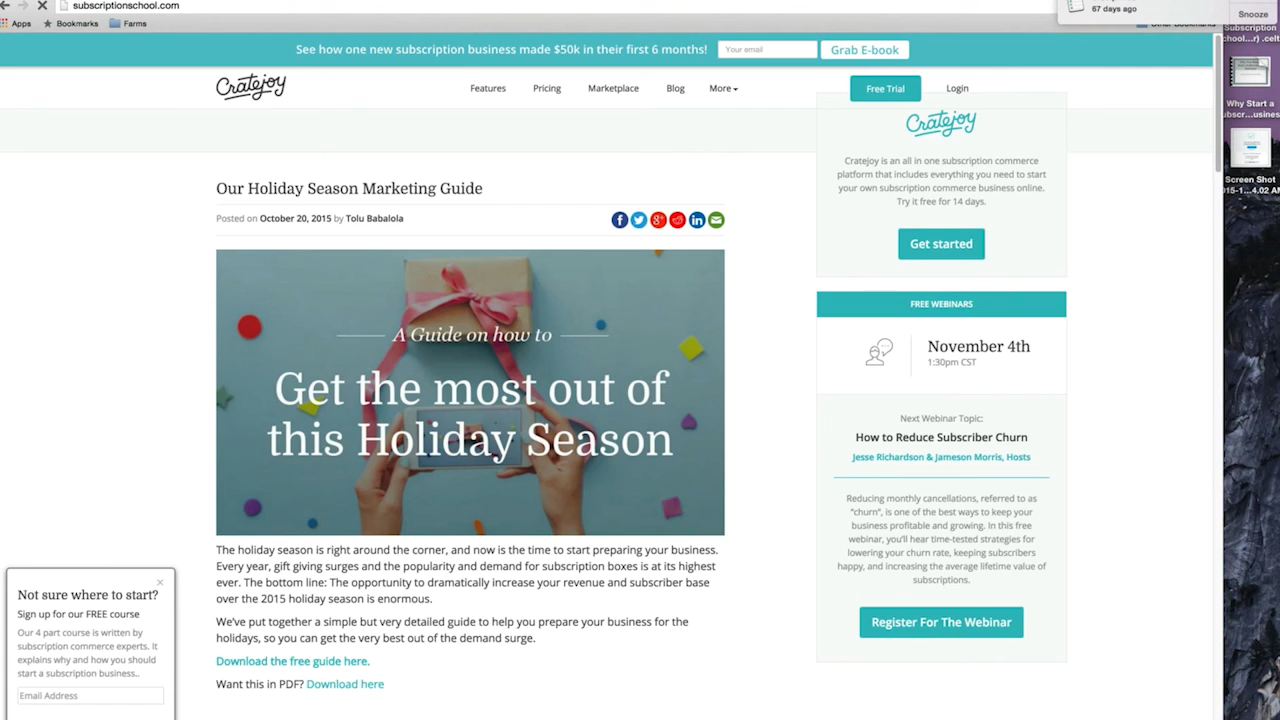 subscriptionschool.com
67 days ago
Snooze
Apps
Bookmarks
Farms
Other Bookmarks
See how one new subscription business made $50k in their first 6 months!
Your email
Grab E-book
Cratejoy
Features
Pricing
Marketplace
Blog
More
Free Trial
Login
Cratejoy
Cratejoy is an all in one subscription commerce
platform that includes everything you need to start
your own subscription commerce business online.
Try it free for 14 days.
Get started
Our Holiday Season Marketing Guide
Posted on October 20, 2015 by Tolu Babalola
A Guide on how to
Get the most out of
this Holiday Season
FREE WEBINARS
November 4th
1:30pm CST
Next Webinar Topic:
How to Reduce Subscriber Churn
Jesse Richardson & Jameson Morris, Hosts
Reducing monthly cancellations, referred to as
"churn", is one of the best ways to keep your
business profitable and growing. In this free
webinar, you'll hear time-tested strategies for
lowering your churn rate, keeping subscribers
happy, and increasing the average lifetime value of
subscriptions.
Register For The Webinar
The holiday season is right around the corner, and now is the time to start preparing your business.
Every year, gift giving surges and the popularity and demand for subscription boxes is at its highest
ever. The bottom line: The opportunity to dramatically increase your revenue and subscriber base
over the 2015 holiday season is enormous.
We've put together a simple but very detailed guide to help you prepare your business for the
holidays, so you can get the very best out of the demand surge.
Download the free guide here.
Want this in PDF? Download here
Not sure where to start?
Sign up for our FREE course
Our 4 part course is written by
subscription commerce experts. It
explains why and how you should
start a subscription business..
Email Address
Subscription
chool...r) .celt
Why Start a
ubscr...usines
Screen Shot
015-1...4.02 AM